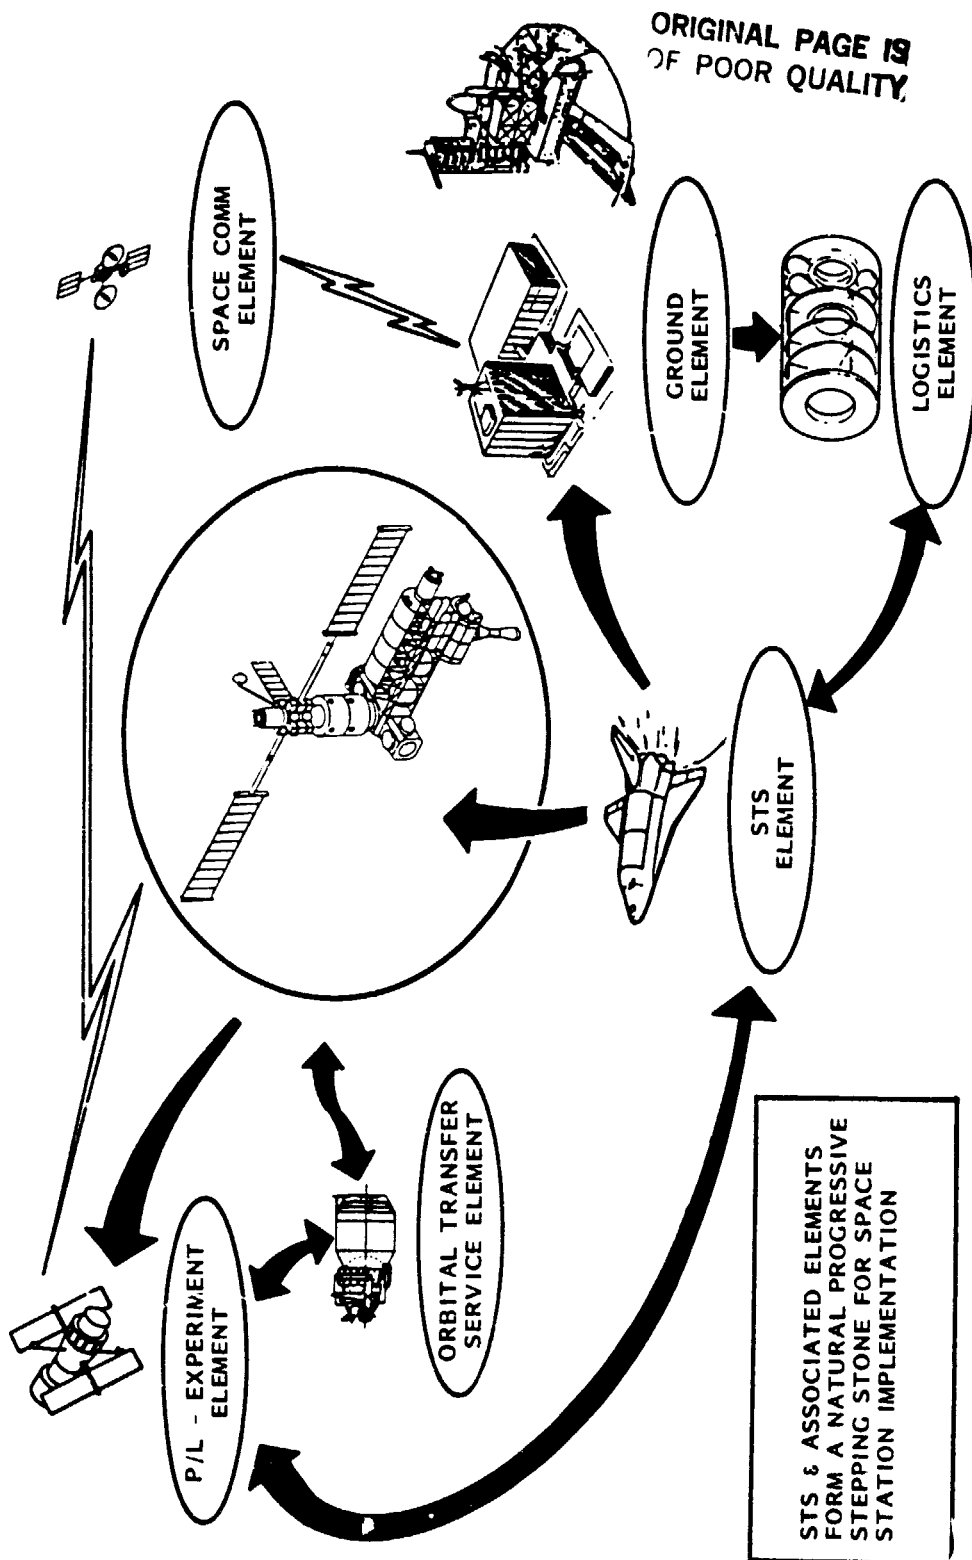 ORIGINAL PAGE IS
OF POOR QUALITY
SPACE COMM
ELEMENT
P/L - EXPERIMENT
ELEMENT
ORBITAL TRANSFER
SERVICE ELEMENT
GROUND
ELEMENT
STS
ELEMENT
LOGISTICS
ELEMENT
STS & ASSOCIATED ELEMENTS
FORM A NATURAL PROGRESSIVE
STEPPING STONE FOR SPACE
STATION IMPLEMENTATION